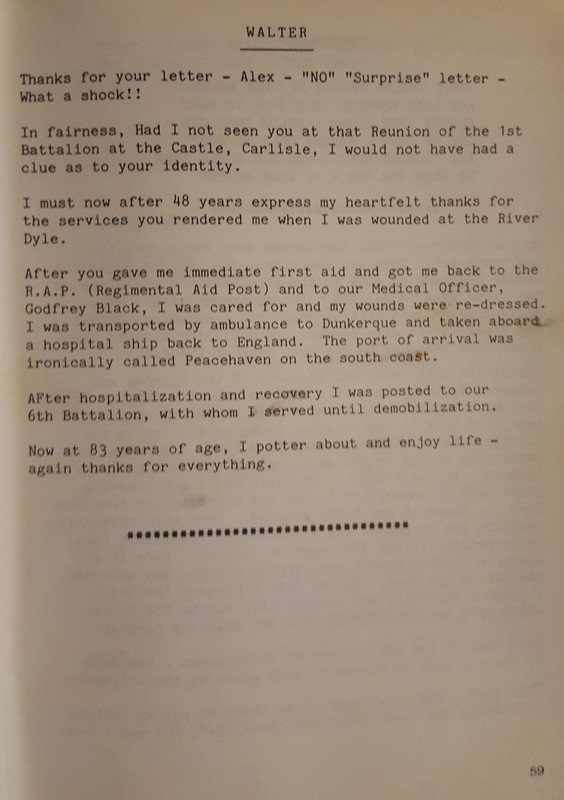 WALTER
Thanks for your letter - Alex - "NO" "Surprise" letter -
What a shock!!
In fairness, Had I not seen you at that Reunion of the 1st
Battalion at the Castle, Carlisle, I would not have had a
clue as to your identity.
I must now after 48 years express my heartfelt thanks for
the services you rendered me when I was wounded at the River
Dyle.
After you gave me immediate first aid and got me back to the
R.A.P. (Regimental Aid Post) and to our Medical Officer,
Godfrey Black, I was cared for and my wounds were re-dressed.
I was transported by ambulance to Dunkerque and taken aboard
a hospital ship back to England. The port of arrival was
ironically called Peacehaven on the south coast.
AFter hospitalization and recovery I was posted to our
6th Battalion, with whom I served until demobilization.
Now at 83 years of age, I potter about and enjoy life -
again thanks for everything.
********************************
59